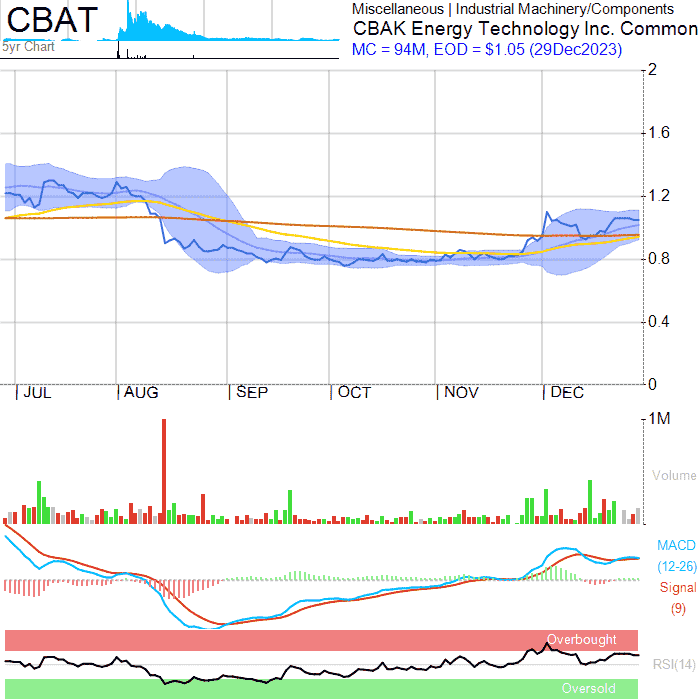 CBAT
5yr Chart
Miscellaneous | Industrial Machinery/Components
CBAK Energy Technology Inc. Common
MC = 94M, EOD = $1.05 (29Dec2023)
2
1.6
1.2
0.8
0.4
0
JUL AUG SEP OCT NOV DEC
1M
Volume
MACD
(12-26)
Signal
(9)
Overbought
RSI(14)
Oversold